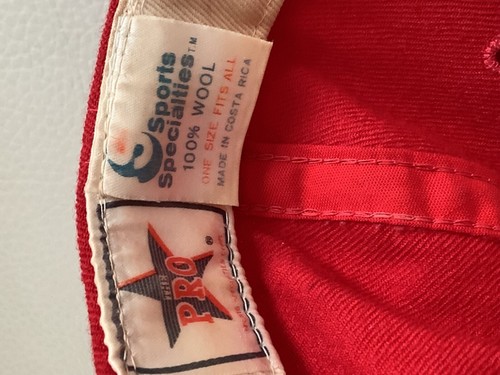 Sports
Specialties™
100% WOOL
ONE SIZE FITS ALL
MADE IN COSTA RICA
THE
PRO®